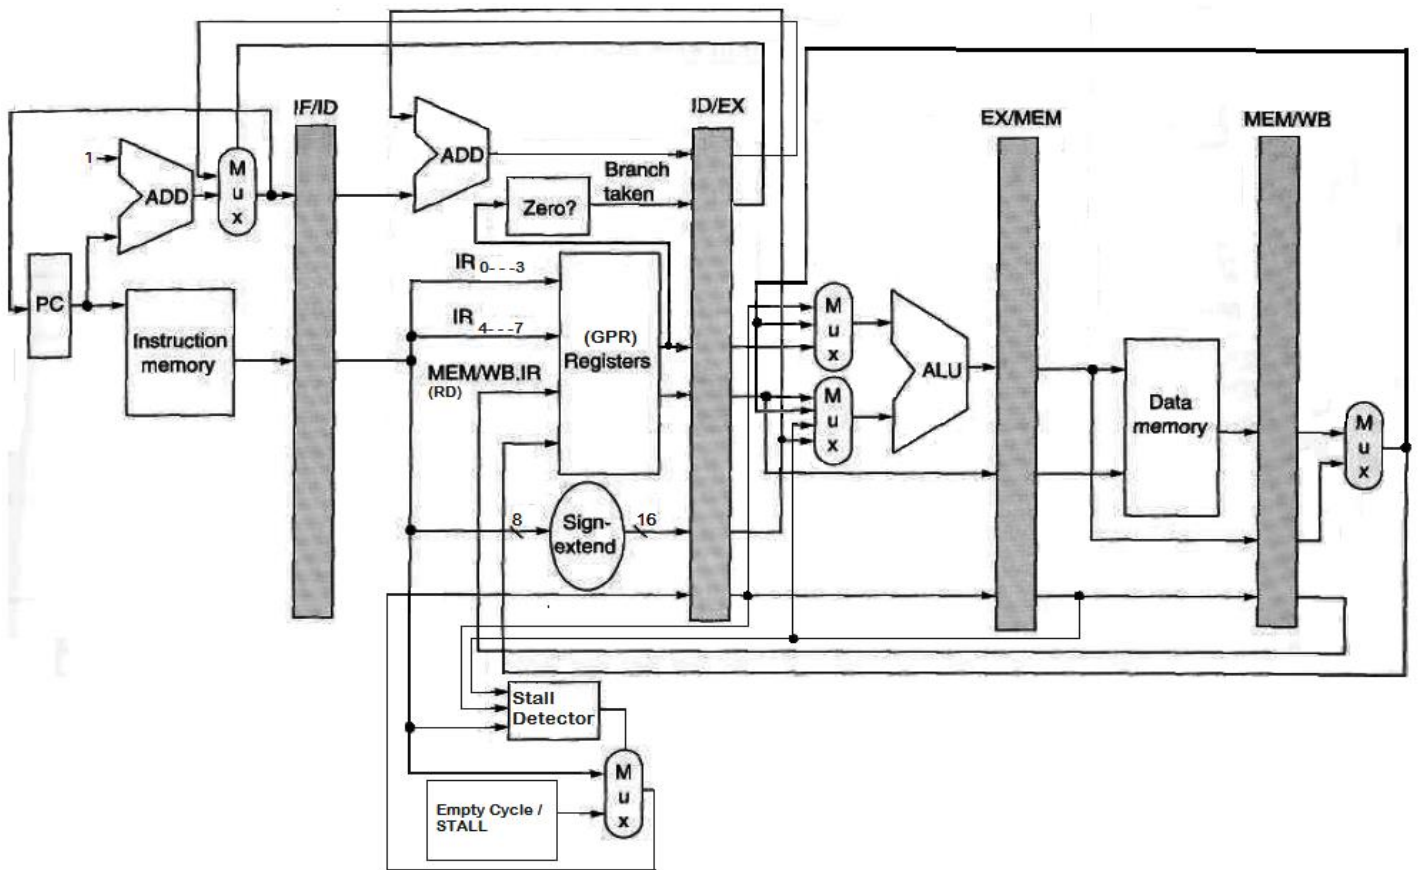 IF/ID
ID/EX
EX/MEM
MEM/WB
1
ADD
M
u
x
ADD
Branch
taken
Zero?
PC
Instruction
memory
IR 0---3
IR 4---7
MEM/WB.IR
(RD)
(GPR)
Registers
M
u
x
M
u
x
ALU
Data
memory
M
u
x
8
Sign-
extend
16
Stall
Detector
M
u
x
Empty Cycle /
STALL